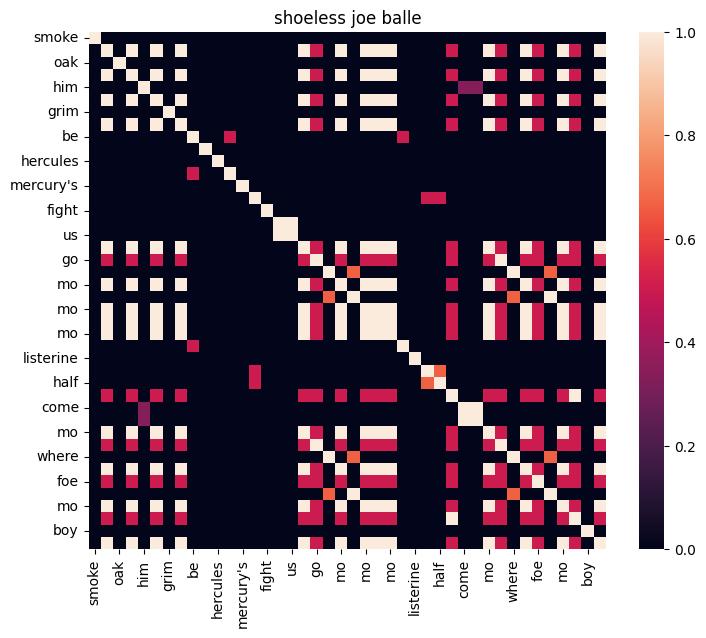 shoeless joe balle
smoke
oak
him
grim
be
hercules
mercury's
fight
us
go
mo
mo
mo
listerine
half
come
mo
where
foe
mo
boy
1.0
0.8
0.6
0.4
0.2
0.0
smoke
oak
him
grim
be
hercules
mercury's
fight
us
go
mo
mo
mo
listerine
half
come
mo
where
foe
mo
boy